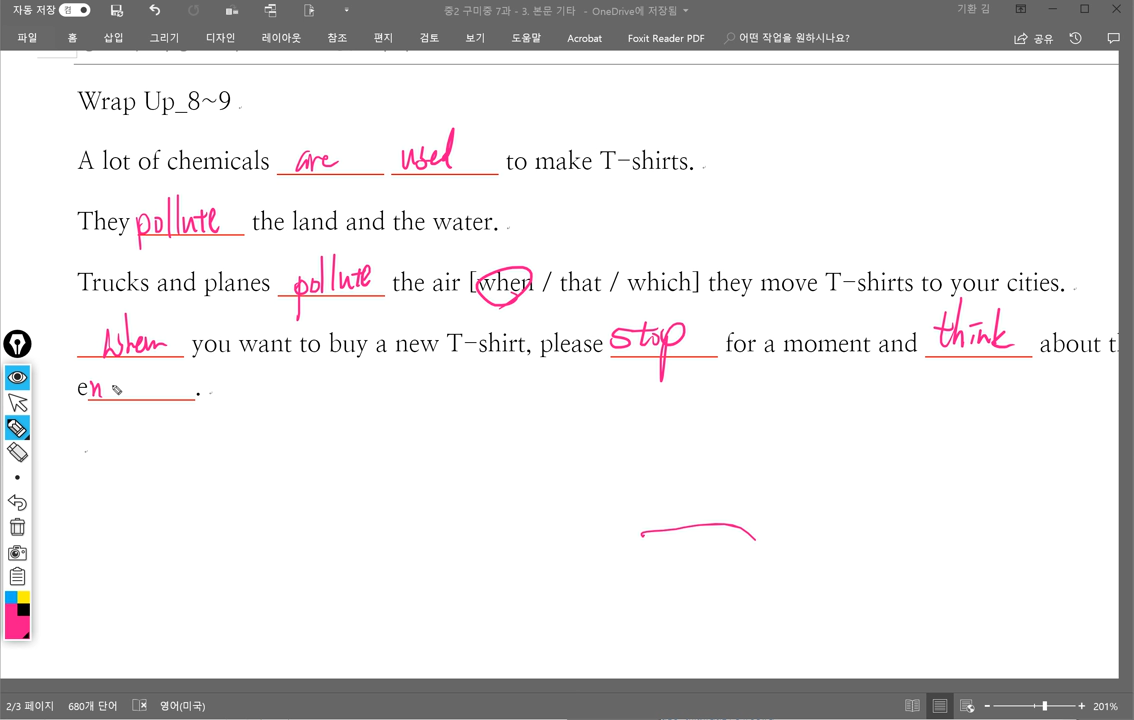 자동 저장 컴 중2 구미중 7과 - 3. 본문 기타 - OneDrive에 저장됨 기환 김
파일 홈 삽입 그리기 디자인 레이아웃 참조 편지 검토 보기 도움말 Acrobat Foxit Reader PDF 어떤 작업을 원하시나요? 공유
Wrap Up_8~9
A lot of chemicals are used to make T-shirts.
They pollute the land and the water.
Trucks and planes pollute the air [when / that / which] they move T-shirts to your cities.
When you want to buy a new T-shirt, please stop for a moment and think about t
en .
2/3 페이지 680개 단어 영어(미국) 201%